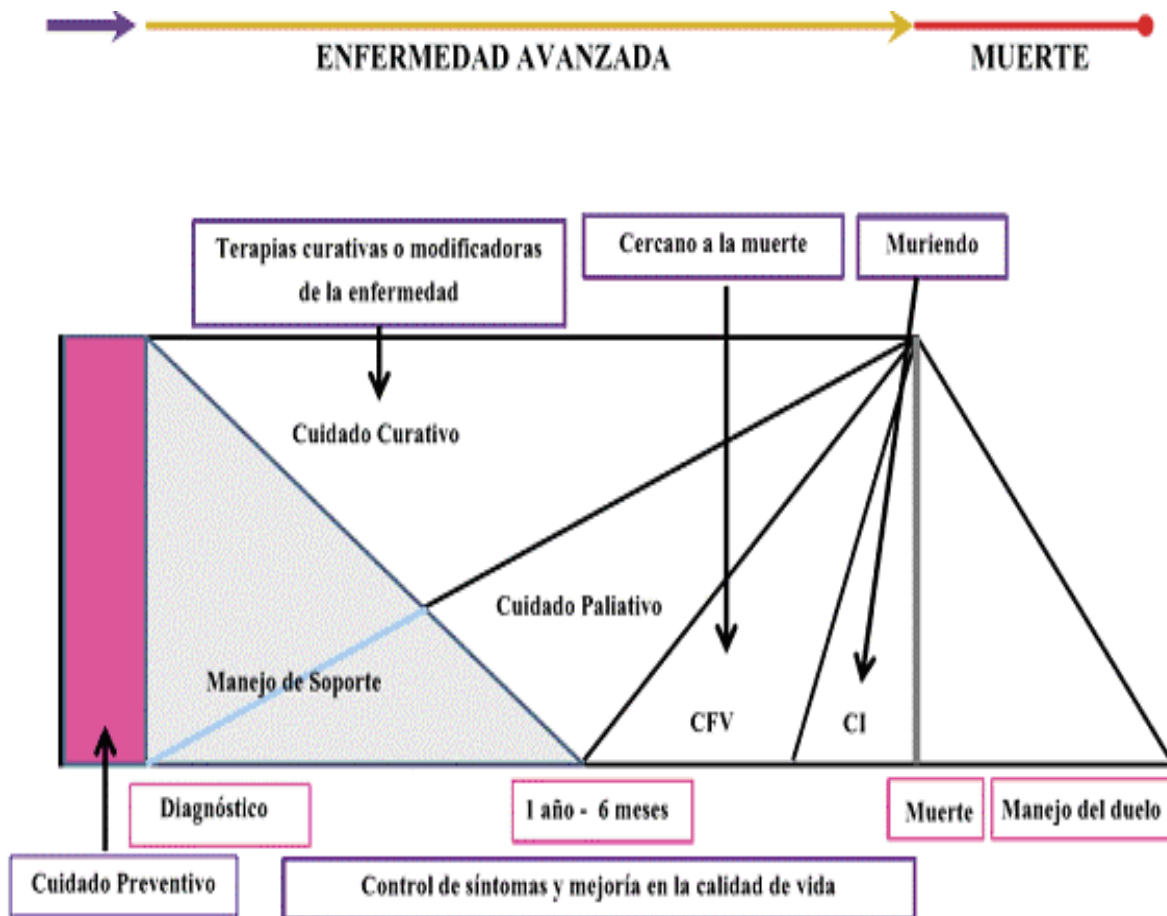 ENFERMEDAD AVANZADA
MUERTE
Terapias curativas o modificadoras
de la enfermedad
Cercano a la muerte
Muriendo
Cuidado Curativo
Cuidado Paliativo
Manejo de Soporte
CFV
CI
Diagnóstico
1 año - 6 meses
Muerte
Manejo del duelo
Cuidado Preventivo
Control de síntomas y mejoría en la calidad de vida